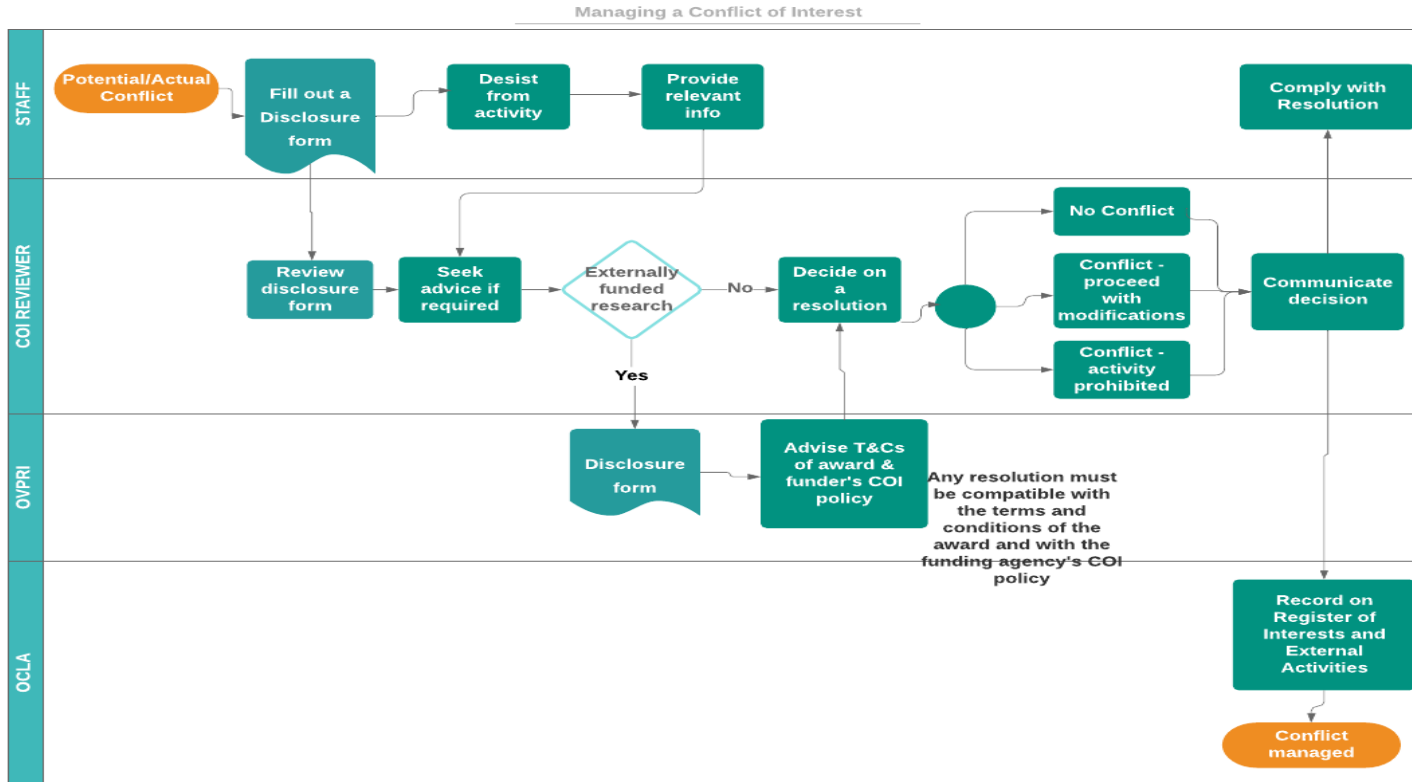 Managing a Conflict of Interest
STAFF
Potential/Actual
Conflict
Fill out a
Disclosure
form
Desist
from
activity
Provide
relevant
info
Comply with
Resolution
COI REVIEWER
Review
disclosure
form
Seek
advice if
required
Externally
funded
research
No
Yes
Decide on
a
resolution
No Conflict
Conflict -
proceed
with
modifications
Conflict -
activity
prohibited
Communicate
decision
OVPRI
Disclosure
form
Advise T&Cs
of award &
funder's COI
policy
Any resolution must
be compatible with
the terms and
conditions of the
award and with the
funding agency's COI
policy
OCLA
Record on
Register of
Interests and
External
Activities
Conflict
managed